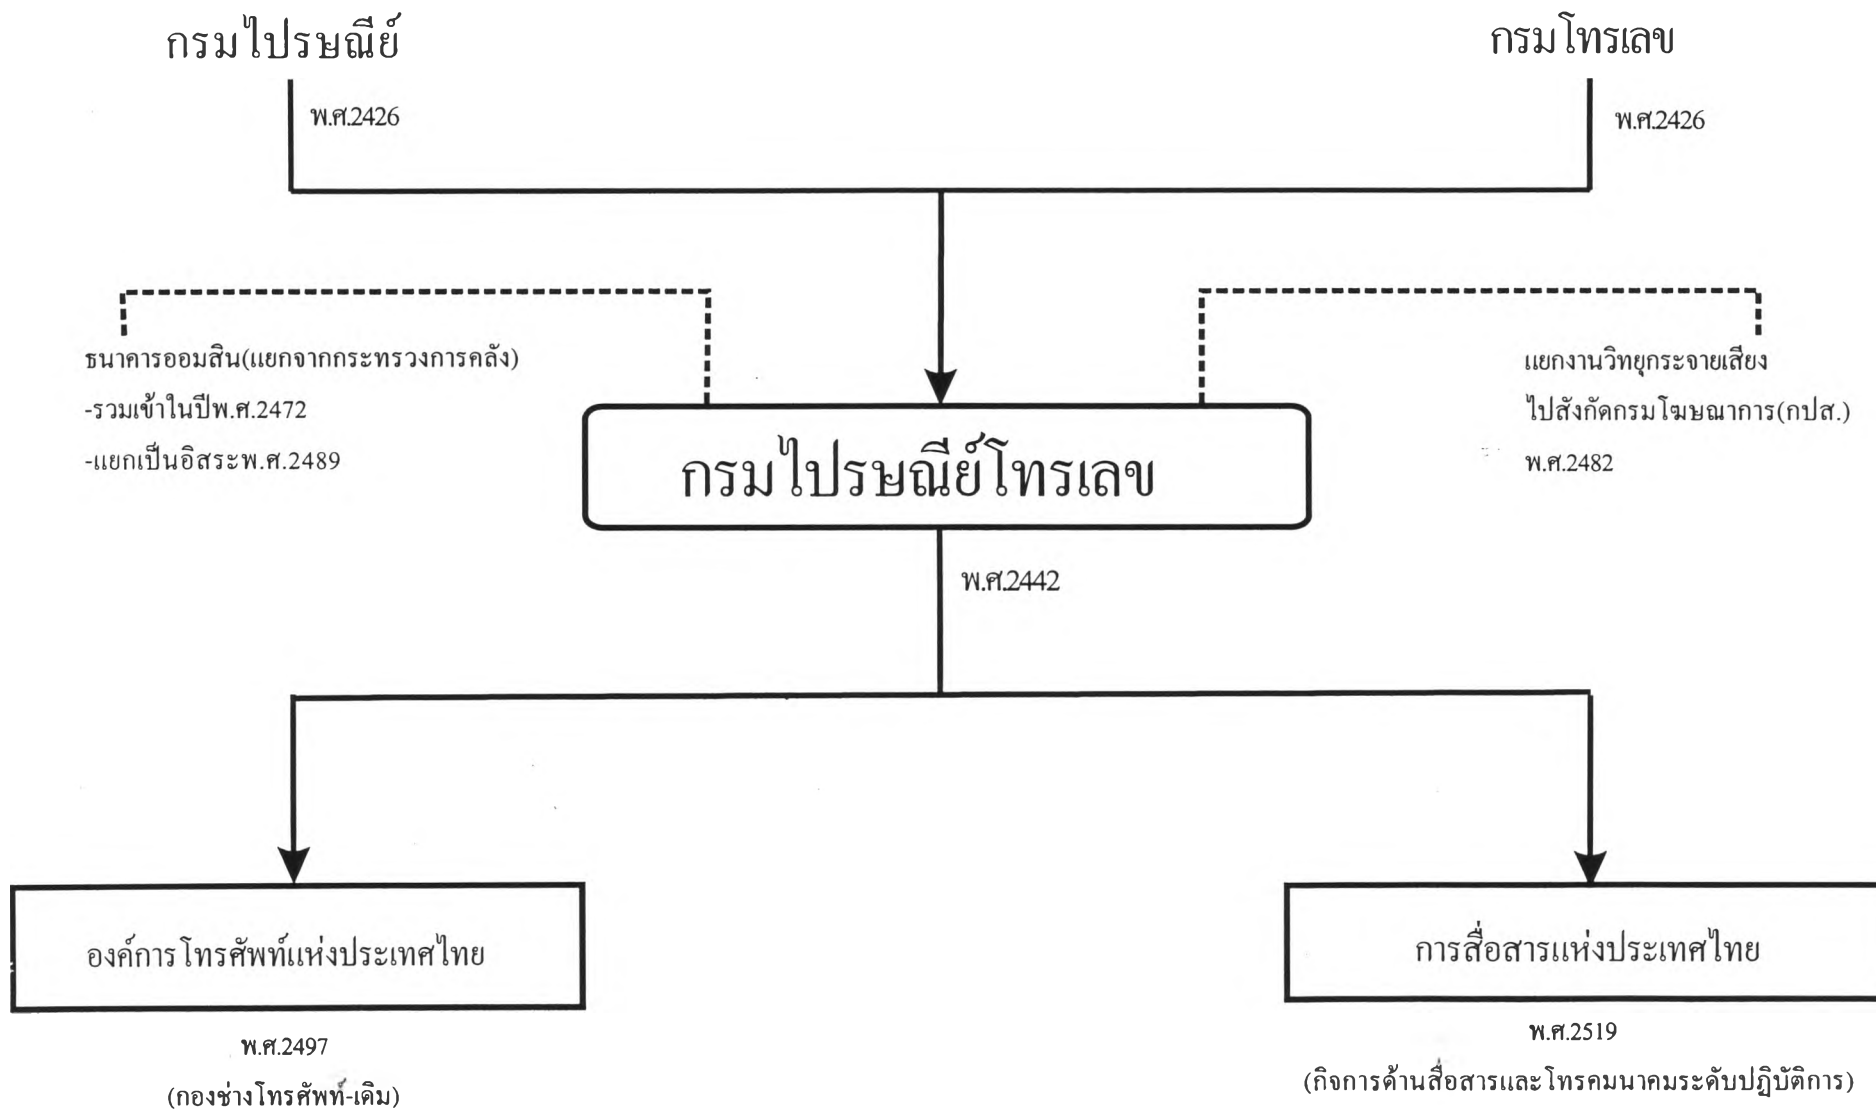 กรมไปรษณีย์
กรมโทรเลข
พ.ศ.2426
พ.ศ.2426
ธนาคารออมสิน(แยกจากกระทรวงการคลัง)
-รวมเข้าในปีพ.ศ.2472
-แยกเป็นอิสระพ.ศ.2489
แยกงานวิทยุกระจายเสียง
ไปสังกัดกรมโฆษณาการ(กปส.)
พ.ศ.2482
กรมไปรษณีย์โทรเลข
พ.ศ.2442
องค์การโทรศัพท์แห่งประเทศไทย
พ.ศ.2497
(กองช่างโทรศัพท์-เดิม)
การสื่อสารแห่งประเทศไทย
พ.ศ.2519
(กิจการด้านสื่อสารและโทรคมนาคมระดับปฏิบัติการ)